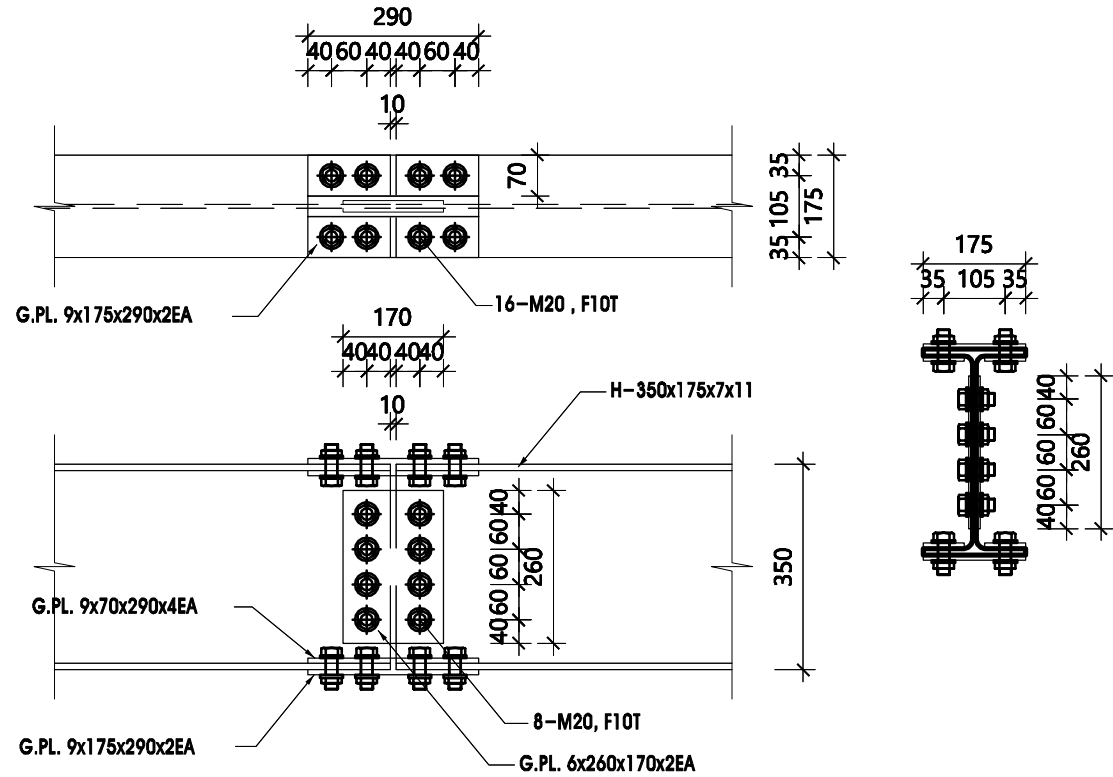 290
40 60 40 40 60 40
10
70
35
105
35
175
G.PL. 9x175x290x2EA
16-M20 , F10T
170
40 40 40 40
10
H-350x175x7x11
40
60
60
60
40
260
350
G.PL. 9x70x290x4EA
8-M20, F10T
G.PL. 9x175x290x2EA
G.PL. 6x260x170x2EA
175
35 105 35
40
60
60
60
40
260